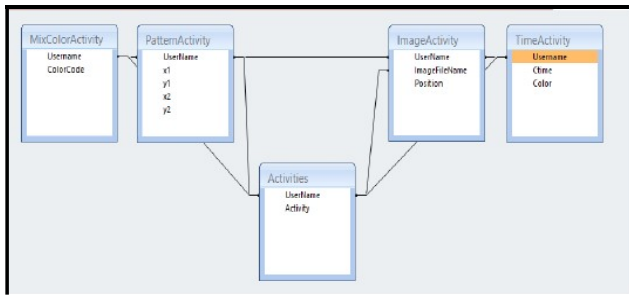 MixColorActivity
Username
ColorCode
PatternActivity
UserName
x1
y1
x2
y2
ImageActivity
UserName
ImageFileName
Position
TimeActivity
Username
Ctime
Color
Activities
UserName
Activity